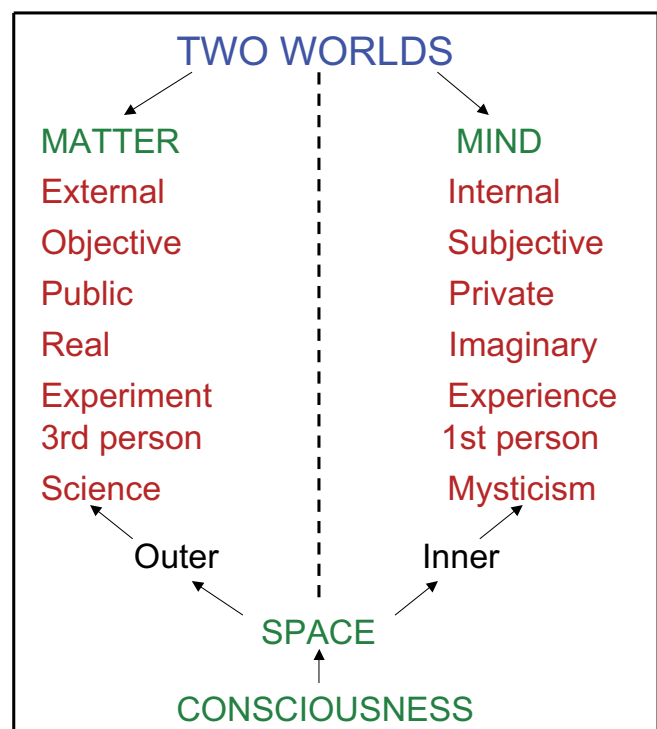 TWO WORLDS
MATTER MIND
External Internal
Objective Subjective
Public Private
Real Imaginary
Experiment Experience
3rd person 1st person
Science Mysticism
Outer Inner
SPACE
CONSCIOUSNESS